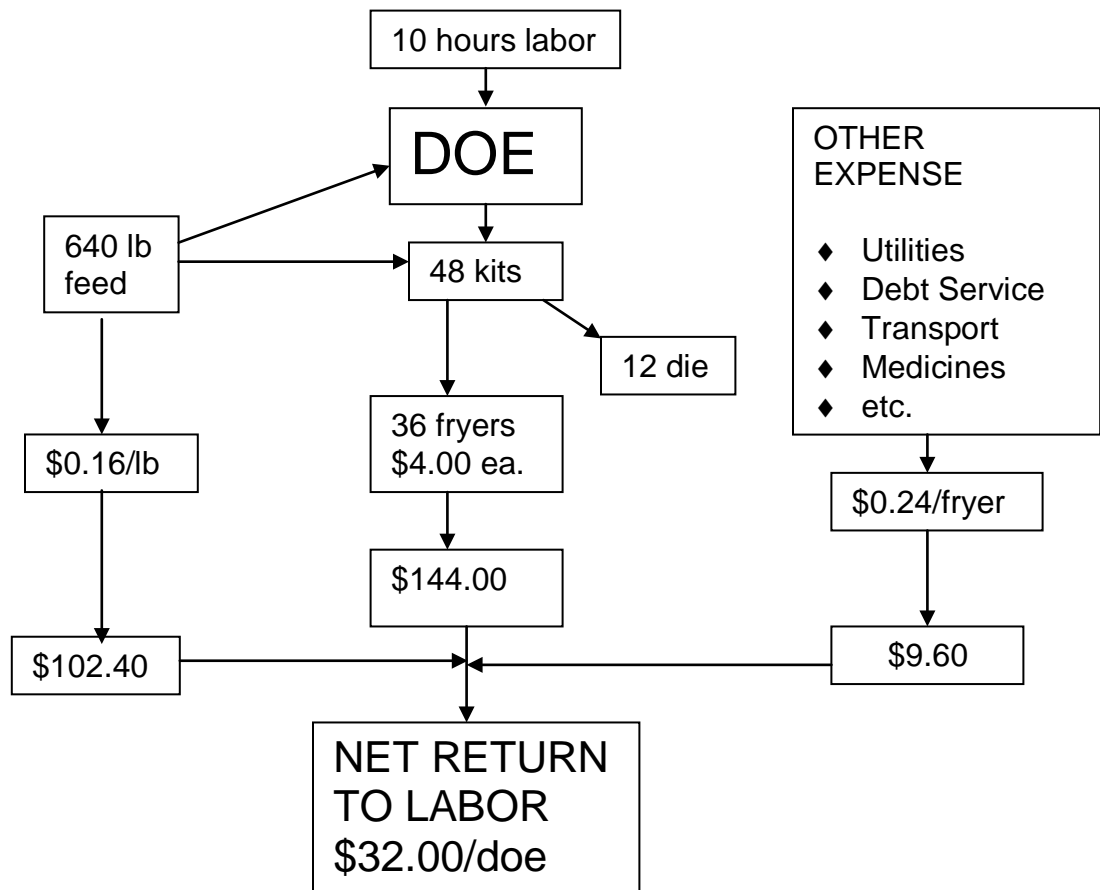 10 hours labor
DOE
OTHER
EXPENSE
♦ Utilities
♦ Debt Service
♦ Transport
♦ Medicines
♦ etc.
640 lb
feed
48 kits
12 die
$0.16/lb
36 fryers
$4.00 ea.
$0.24/fryer
$144.00
$102.40
$9.60
NET RETURN
TO LABOR
$32.00/doe